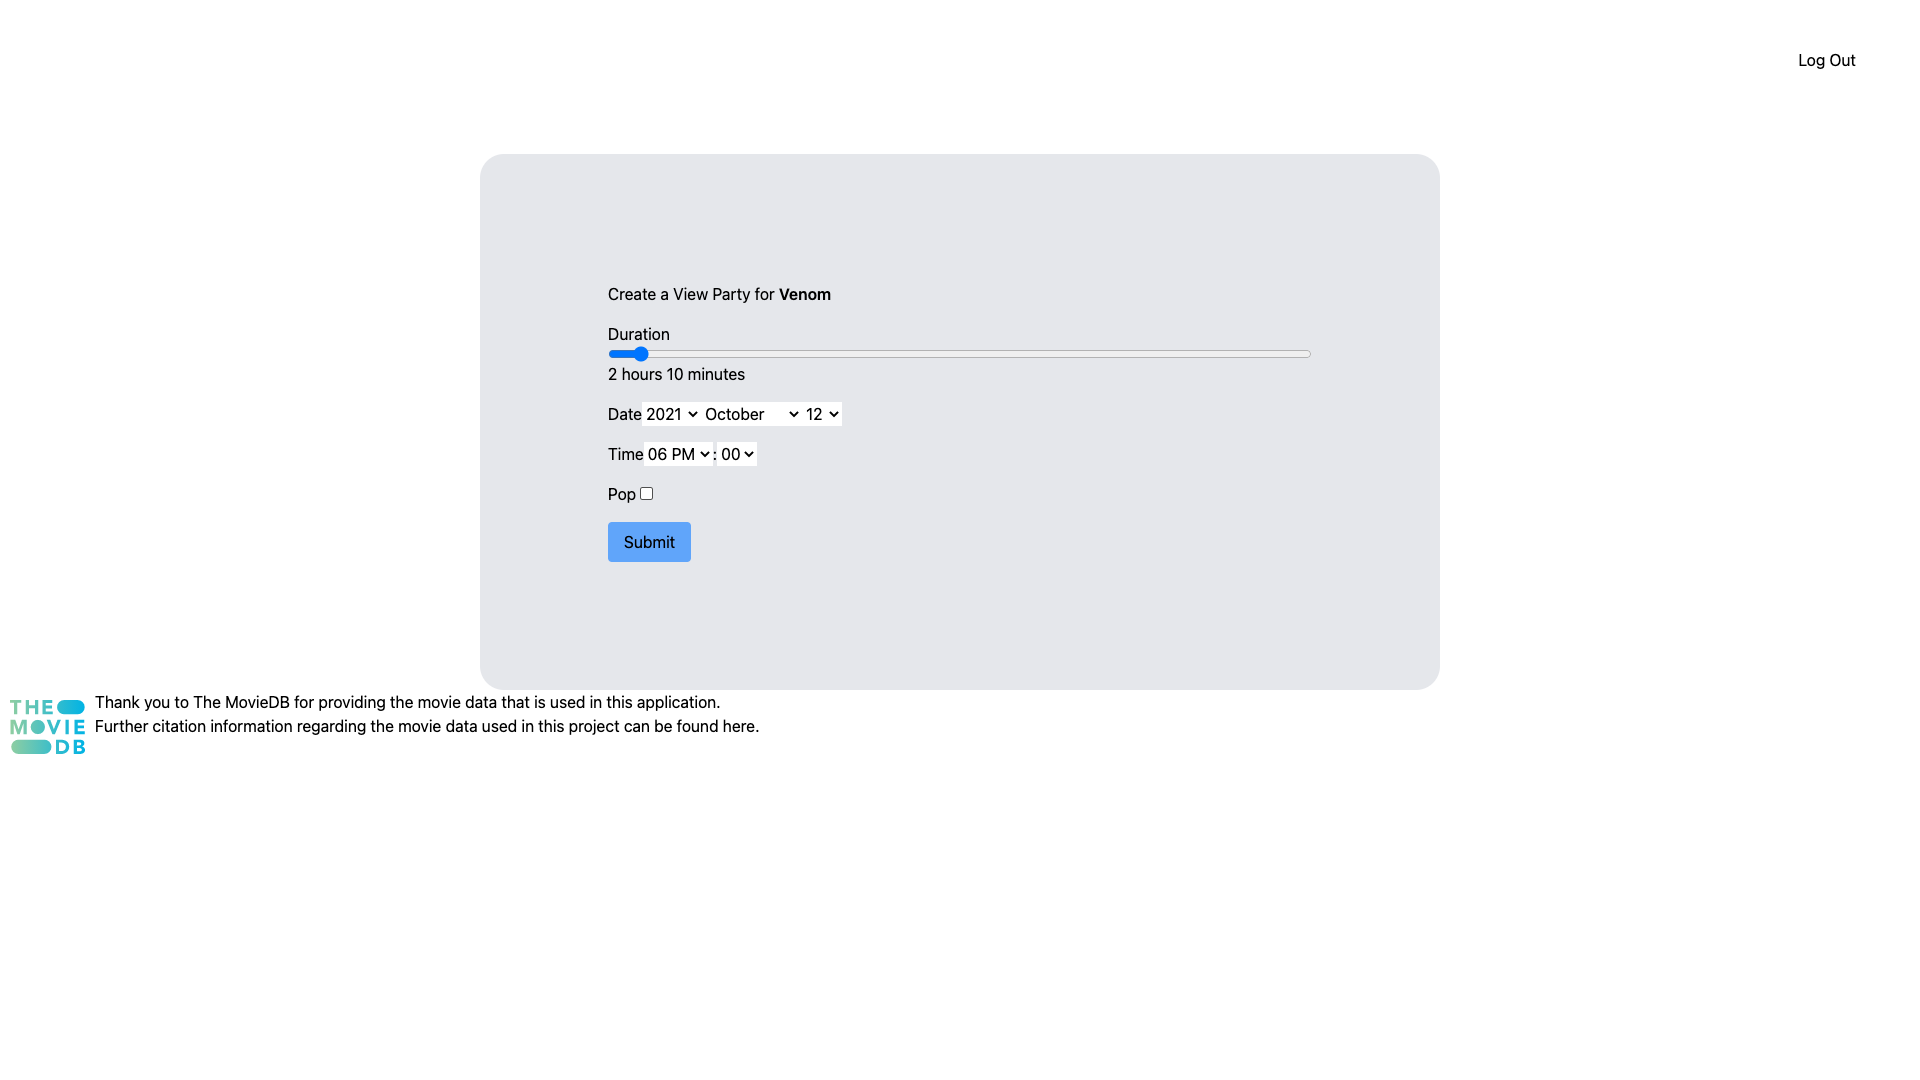 Log Out
Create a View Party for Venom
Duration
2 hours 10 minutes
Date 2021 October 12
Time 06 PM : 00
Pop
Submit
THE
MOVIE
DB
Thank you to The MovieDB for providing the movie data that is used in this application.
Further citation information regarding the movie data used in this project can be found here.